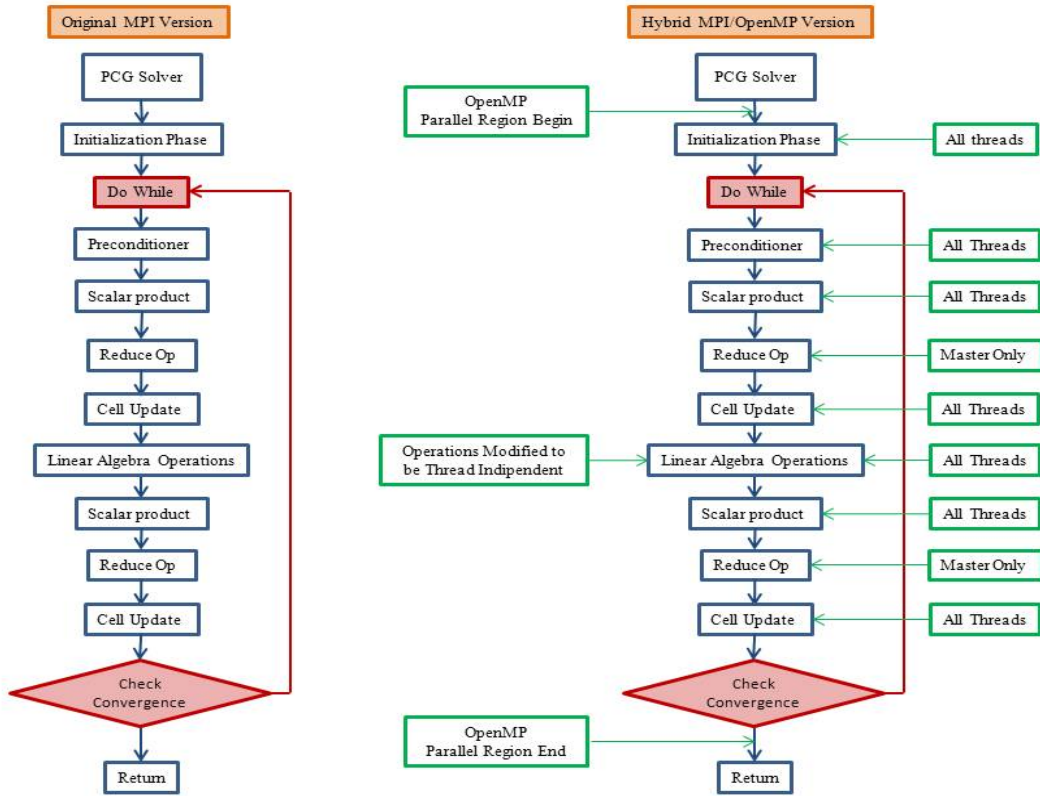 Original MPI Version
PCG Solver
Initialization Phase
Do While
Preconditioner
Scalar product
Reduce Op
Cell Update
Linear Algebra Operations
Scalar product
Reduce Op
Cell Update
Check
Convergence
Return
Hybrid MPI/OpenMP Version
PCG Solver
OpenMP
Parallel Region Begin
Initialization Phase
All threads
Do While
Preconditioner
All Threads
Scalar product
All Threads
Reduce Op
Master Only
Cell Update
All Threads
Operations Modified to
be Thread Indipendent
Linear Algebra Operations
All Threads
Scalar product
All Threads
Reduce Op
Master Only
Cell Update
All Threads
Check
Convergence
OpenMP
Parallel Region End
Return